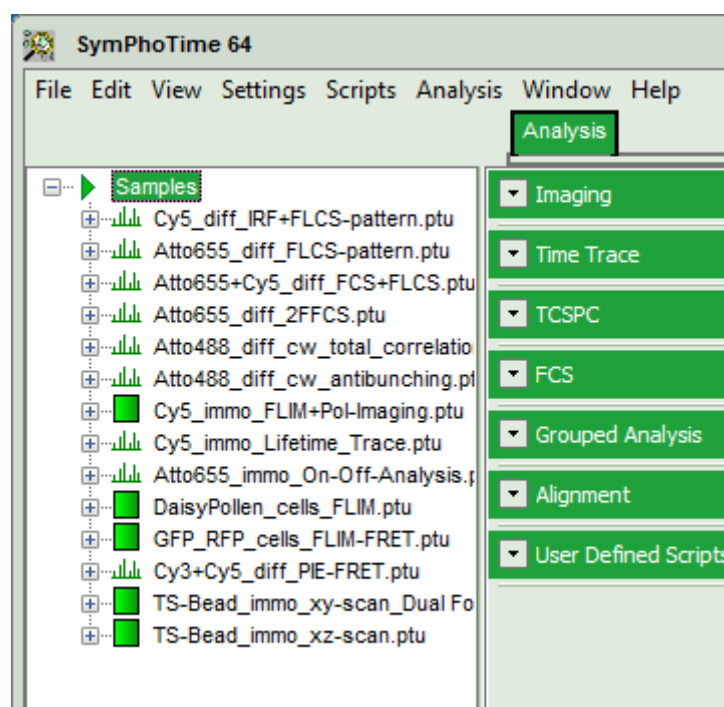 SymPhoTime 64
File Edit View Settings Scripts Analysis Window Help
Analysis
Samples
Cy5_diff_IRF+FLCS-pattern.ptu
Atto655_diff_FLCS-pattern.ptu
Atto655+Cy5_diff_FCS+FLCS.ptu
Atto655_diff_2FFCS.ptu
Atto488_diff_cw_total_correlatio
Atto488_diff_cw_antibunching.pt
Cy5_immo_FLIM+Pol-Imaging.ptu
Cy5_immo_Lifetime_Trace.ptu
Atto655_immo_On-Off-Analysis.p
DaisyPollen_cells_FLIM.ptu
GFP_RFP_cells_FLIM-FRET.ptu
Cy3+Cy5_diff_PIE-FRET.ptu
TS-Bead_immo_xy-scan_Dual Fo
TS-Bead_immo_xz-scan.ptu
Imaging
Time Trace
TCSPC
FCS
Grouped Analysis
Alignment
User Defined Scripts